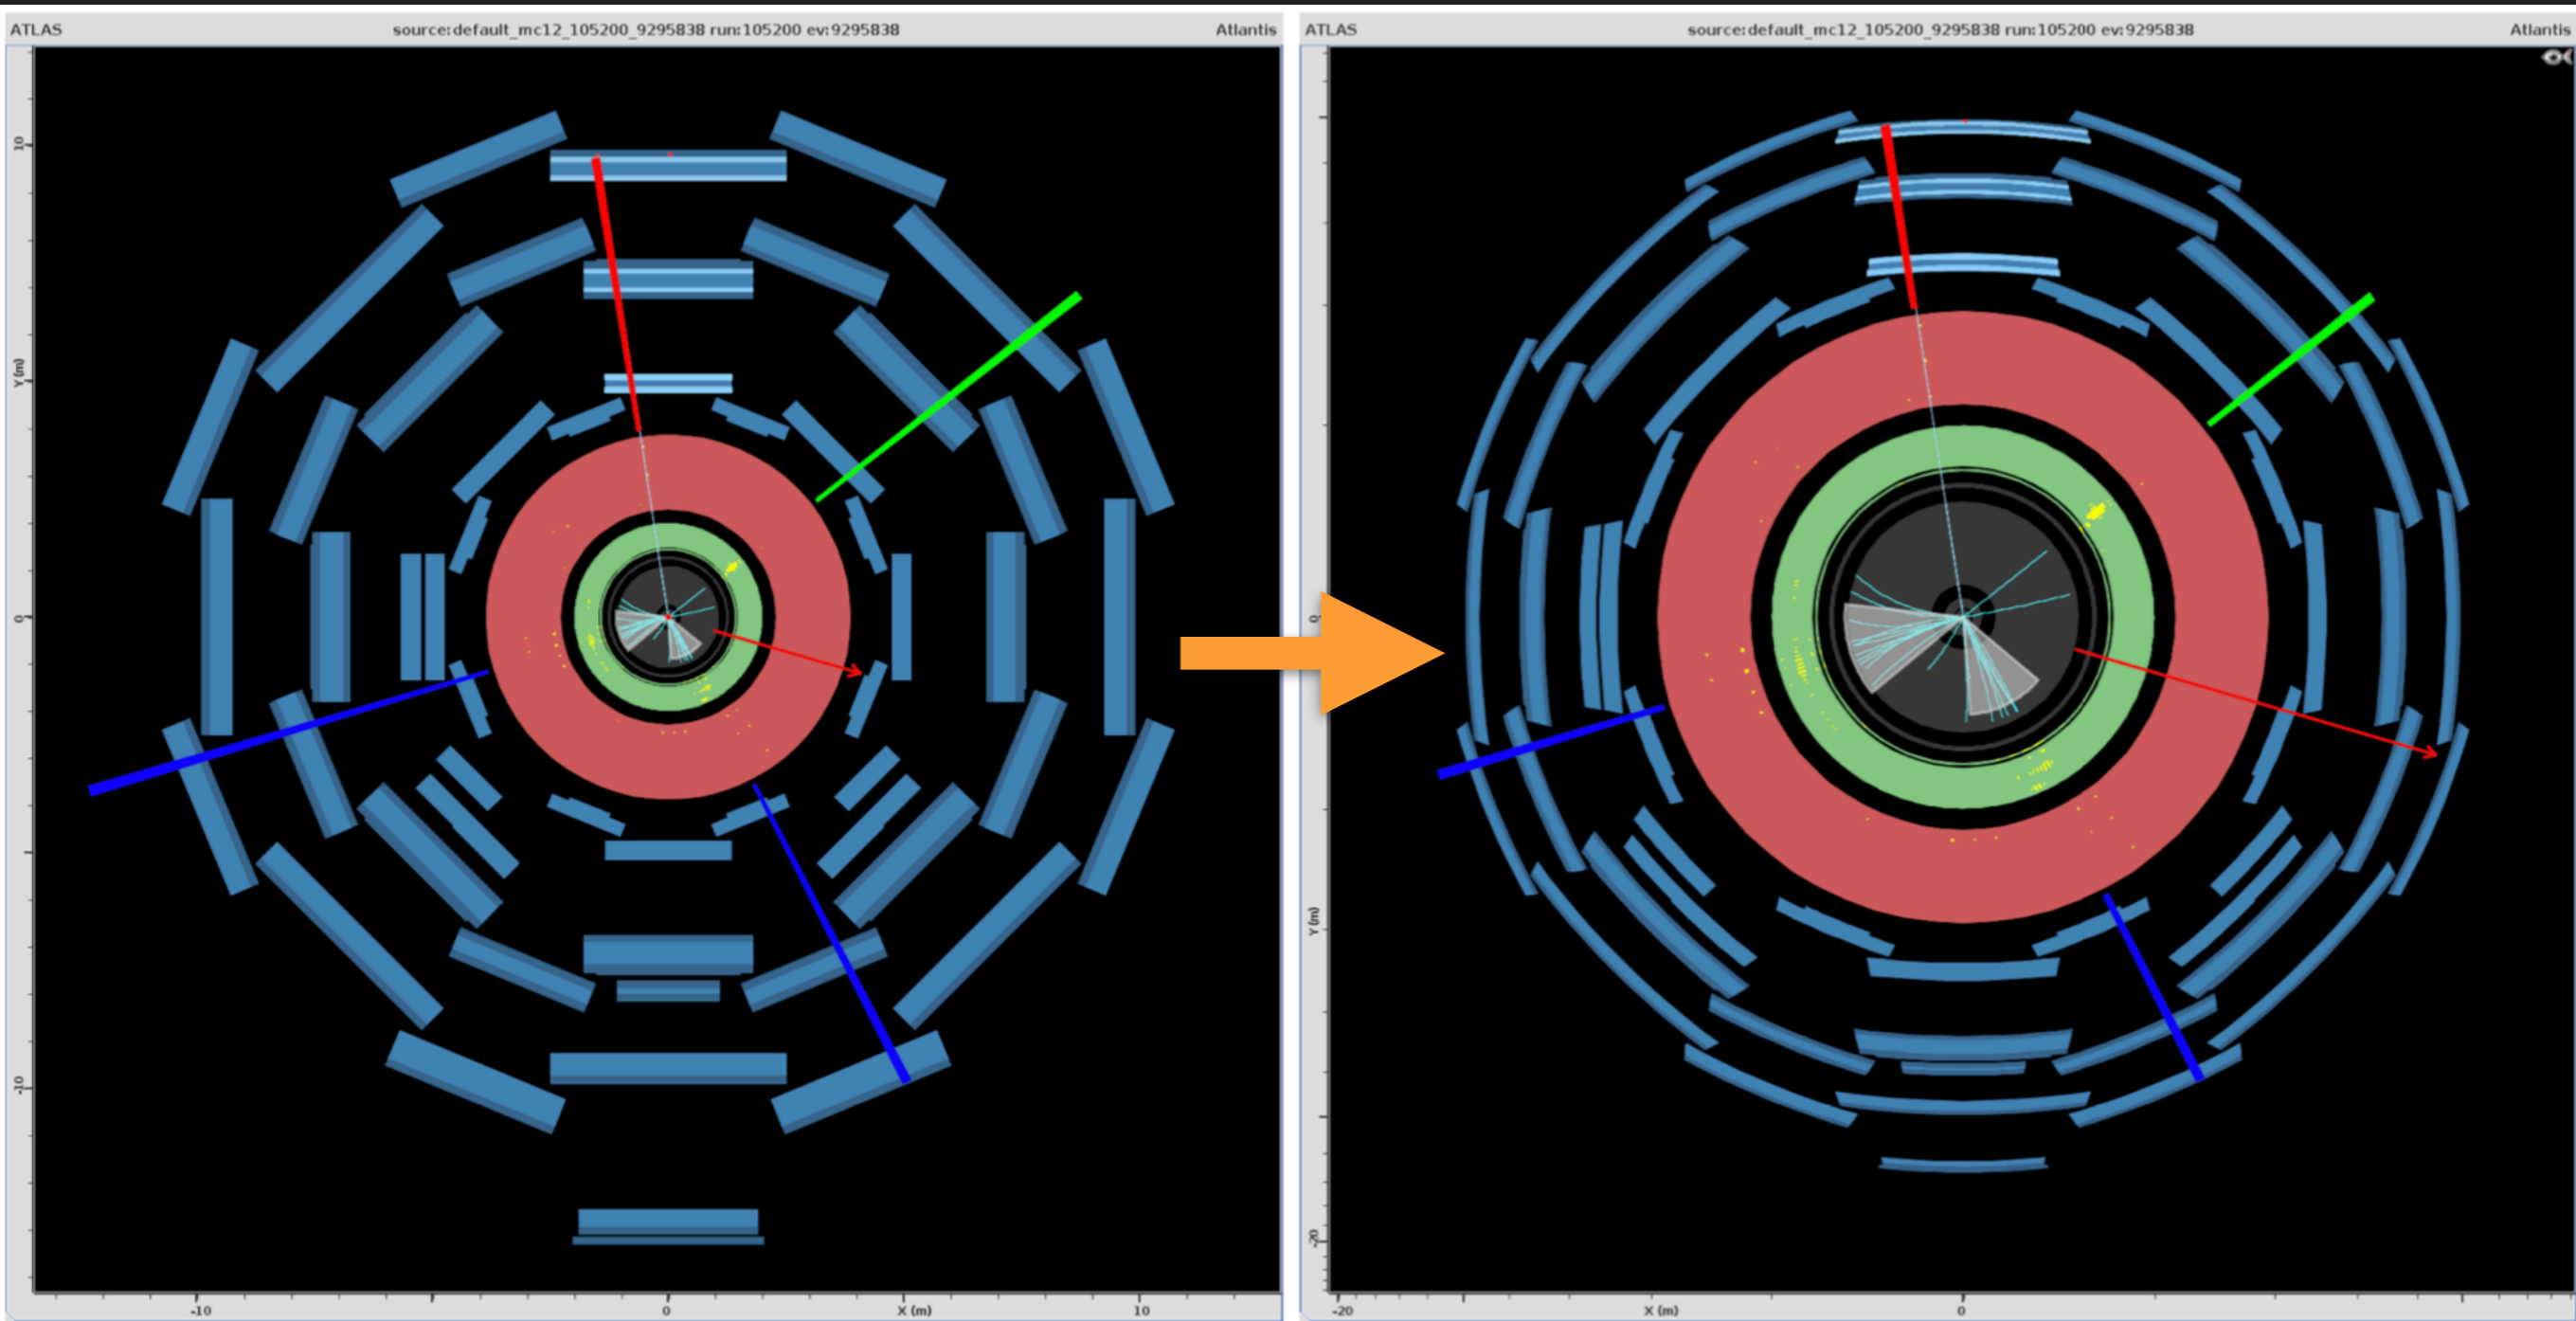 ATLAS source:default_mc12_105200_9295838 run:105200 ev:9295838 Atlantis
10
Y (m)
0
-10
-10 0 X (m) 10
ATLAS source:default_mc12_105200_9295838 run:105200 ev:9295838 Atlantis
0
Y (m)
-20
-20 X (m) 0